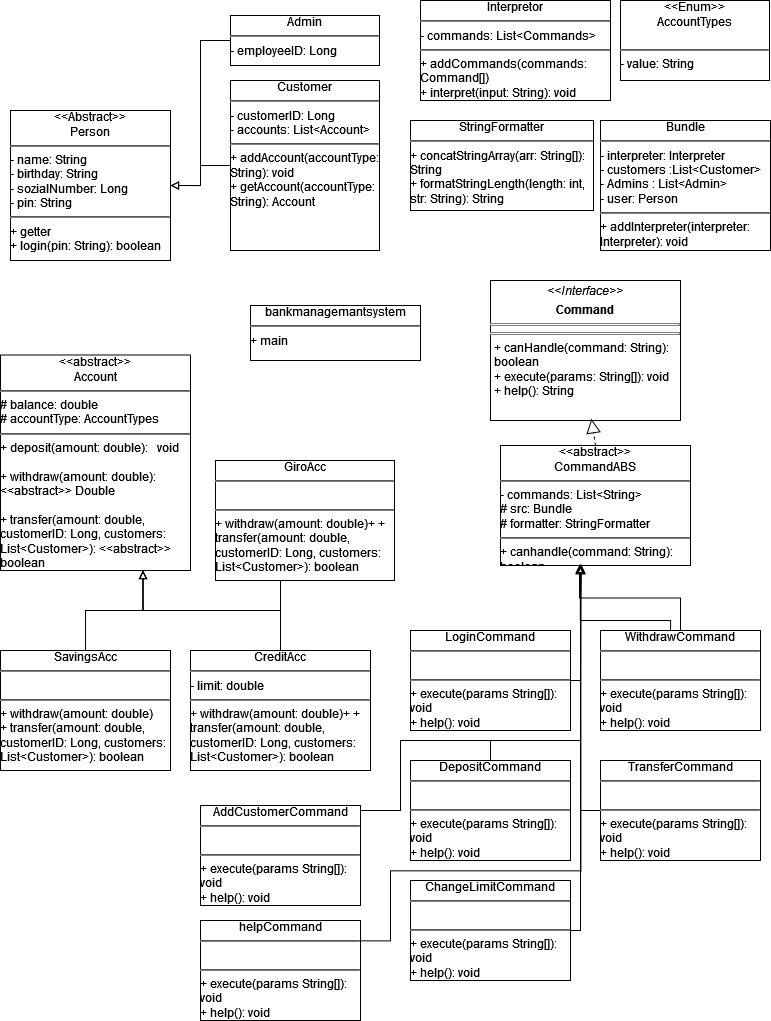 Admin
- employeeID: Long
Customer
- customerID: Long
- accounts: List<Account>
+ addAccount(accountType:
String): void
+ getAccount(accountType:
String): Account
Interpretor
- commands: List<Commands>
+ addCommands(commands:
Command[])
+ interpret(input: String): void
<<Enum>>
AccountTypes
- value: String
<<Abstract>>
Person
- name: String
- birthday: String
- sozialNumber: Long
- pin: String
+ getter
+ login(pin: String): boolean
StringFormatter
+ concatStringArray(arr: String[]):
String
+ formatStringLength(length: int,
str: String): String
Bundle
- interpreter: Interpreter
- customers :List<Customer>
- Admins : List<Admin>
- user: Person
+ addInterpreter(interpreter:
Interpreter): void
bankmanagemantsystem
+ main
<<Interface>>
Command
+ canHandle(command: String):
boolean
+ execute(params: String[]): void
+ help(): String
<<abstract>>
Account
# balance: double
# accountType: AccountTypes
+ deposit(amount: double): void
+ withdraw(amount: double):
<<abstract>> Double
+ transfer(amount: double,
customerID: Long, customers:
List<Customer>): <<abstract>>
boolean
GiroAcc
+ withdraw(amount: double)+ +
transfer(amount: double,
customerID: Long, customers:
List<Customer>): boolean
<<abstract>>
CommandABS
- commands: List<String>
# src: Bundle
# formatter: StringFormatter
+ canhandle(command: String):
boolean
SavingsAcc
+ withdraw(amount: double)
+ transfer(amount: double,
customerID: Long, customers:
List<Customer>): boolean
CreditAcc
- limit: double
+ withdraw(amount: double)+ +
transfer(amount: double,
customerID: Long, customers:
List<Customer>): boolean
LoginCommand
+ execute(params String[]):
void
+ help(): void
WithdrawCommand
+ execute(params String[]):
void
+ help(): void
DepositCommand
+ execute(params String[]):
void
+ help(): void
TransferCommand
+ execute(params String[]):
void
+ help(): void
AddCustomerCommand
+ execute(params String[]):
void
+ help(): void
ChangeLimitCommand
+ execute(params String[]):
void
+ help(): void
helpCommand
+ execute(params String[]):
void
+ help(): void